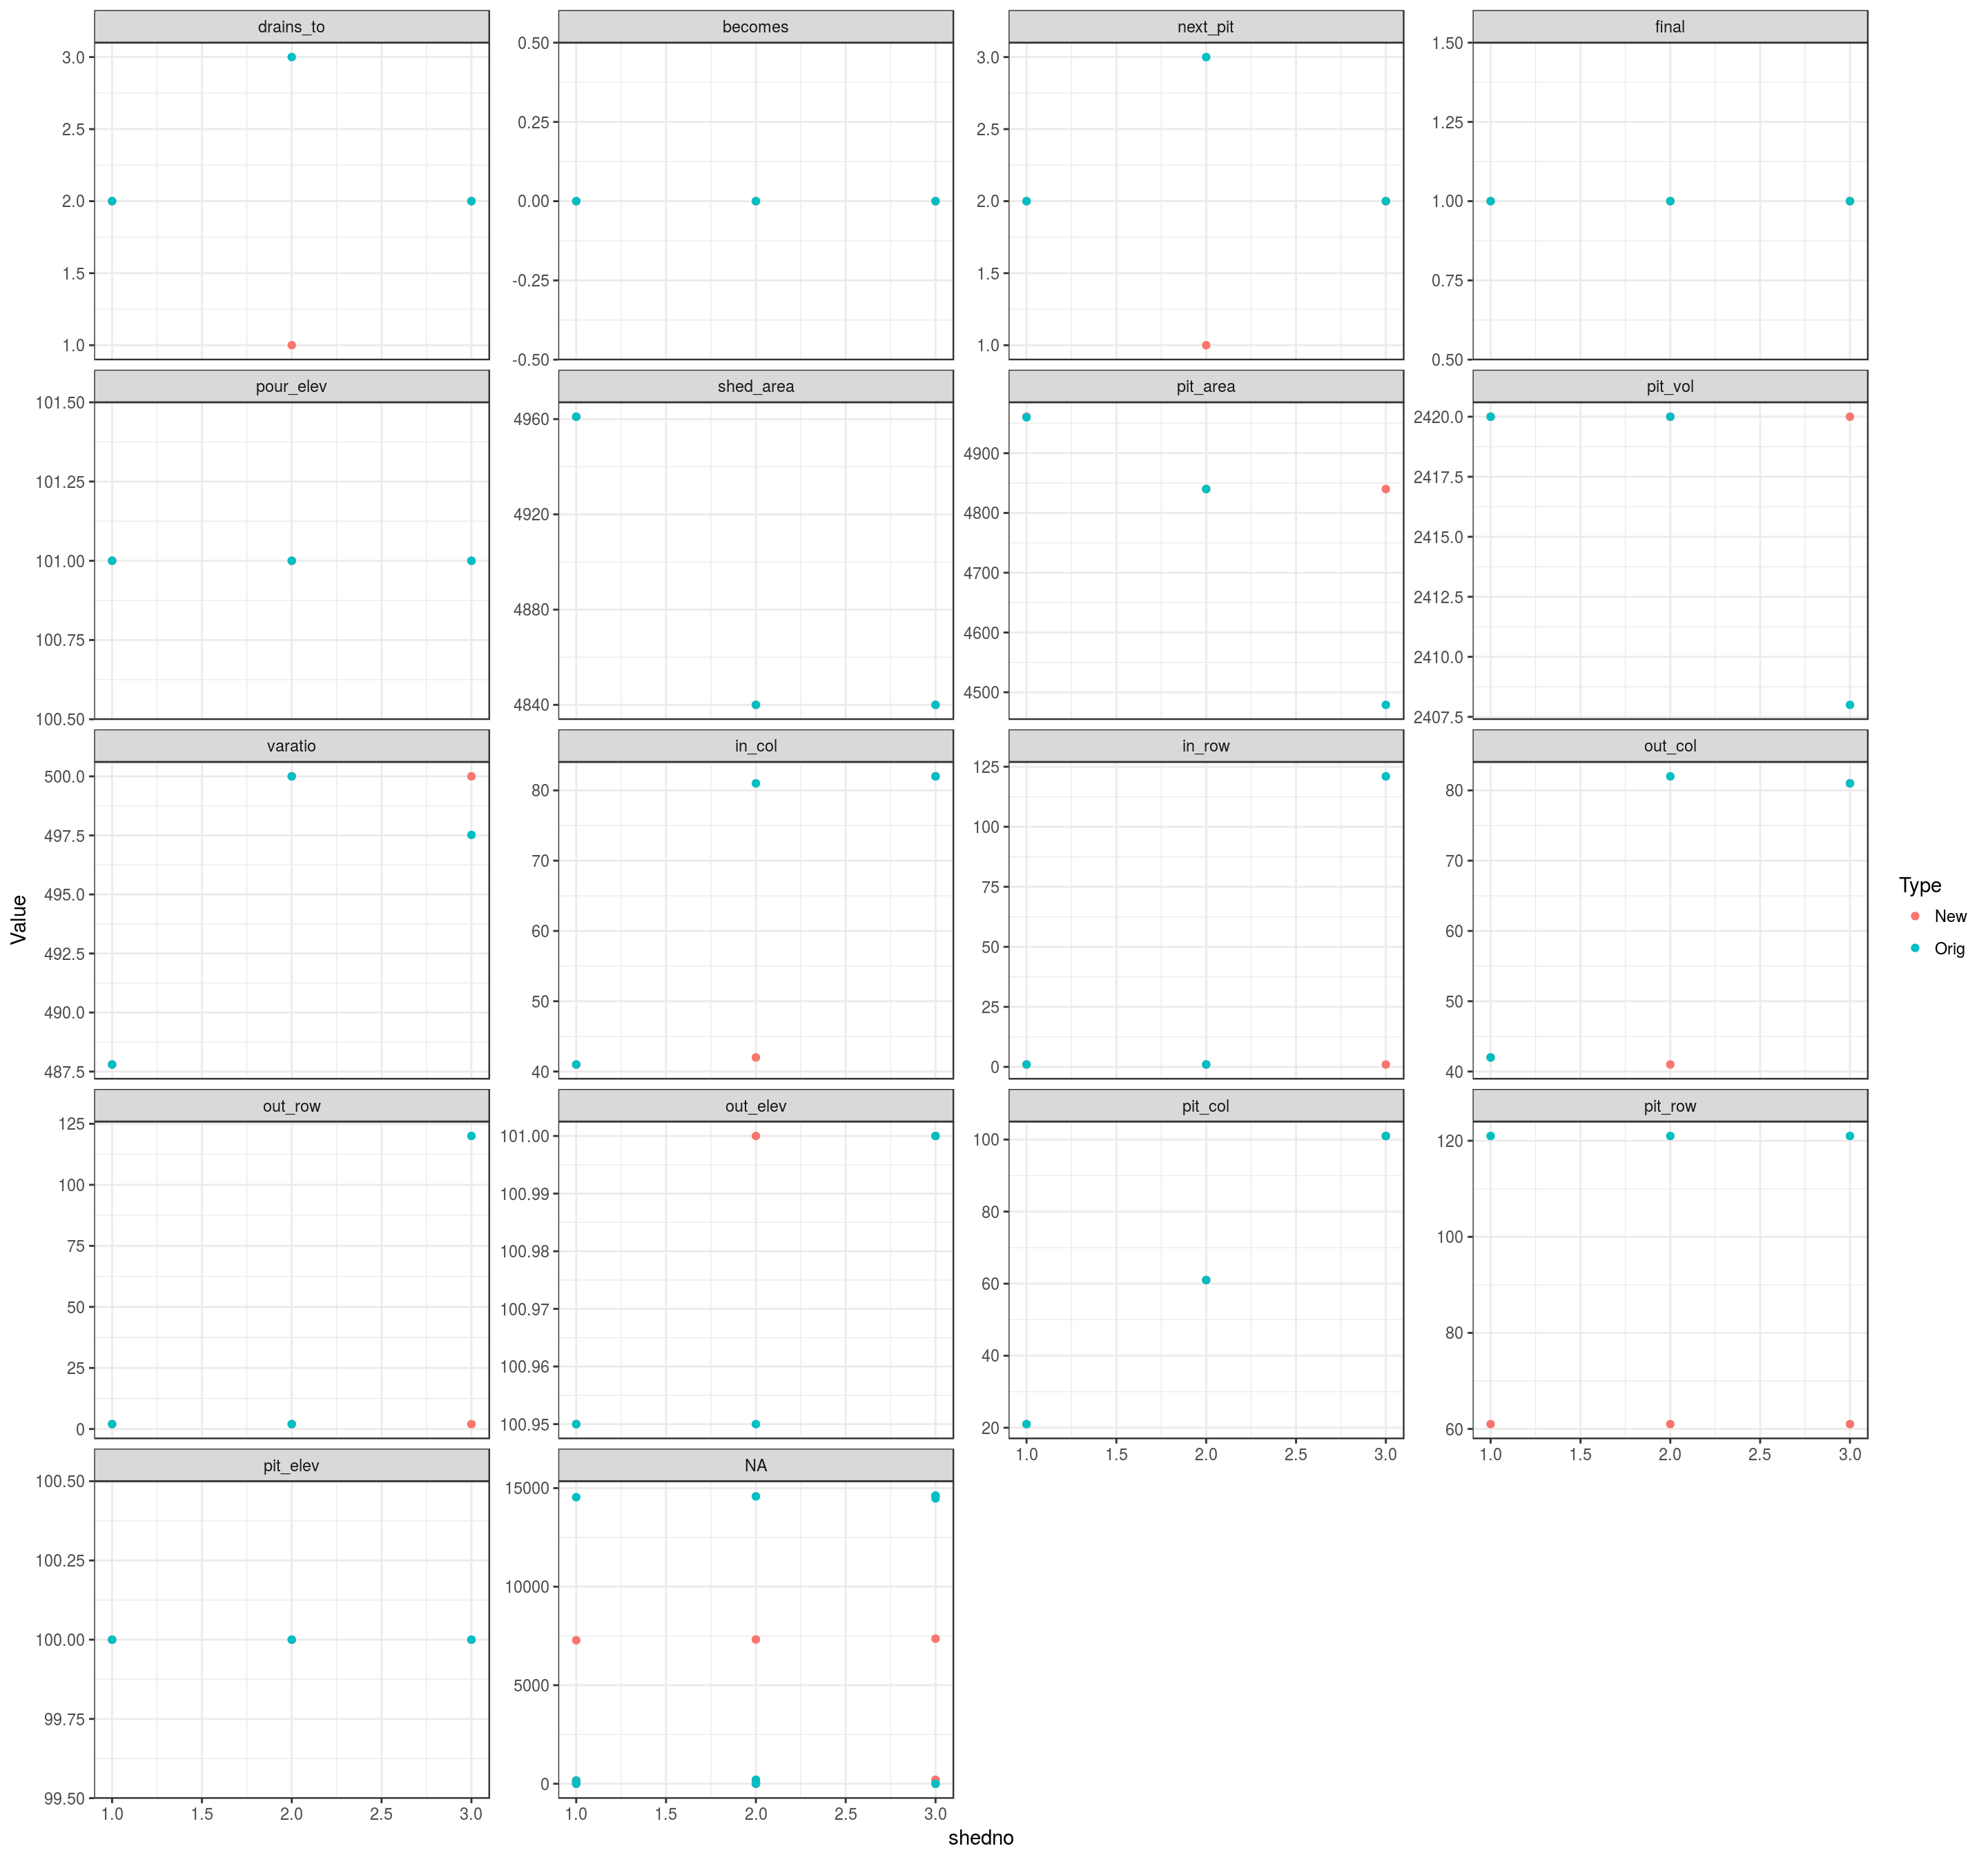 drains_to becomes next_pit final
3.0 0.50 3.0 1.50
2.5 0.25 2.5 1.25
2.0 0.00 2.0 1.00
1.5 -0.25 1.5 0.75
1.0 -0.50 1.0 0.50
pour_elev shed_area pit_area pit_vol
101.50 4960 4900 2420.0
101.25 4920 4800 2417.5
101.00 4880 4700 2415.0
100.75 4840 4600 2412.5
100.50 4500 2410.0
2407.5
varatio in_col in_row out_col
500.0 80 125 80
497.5 70 100 70
495.0 60 75 60
492.5 50 50 50
490.0 40 25 40
487.5 0
Value
Type
New
Orig
out_row out_elev pit_col pit_row
125 101.00 100 120
100 100.99 80 100
75 100.98 60 80
50 100.97 40 60
25 100.96 20
0 100.95
1.0 1.5 2.0 2.5 3.0 1.0 1.5 2.0 2.5 3.0
pit_elev NA
100.50 15000
100.25 10000
100.00 5000
99.75 0
99.50
1.0 1.5 2.0 2.5 3.0 1.0 1.5 2.0 2.5 3.0
shedno